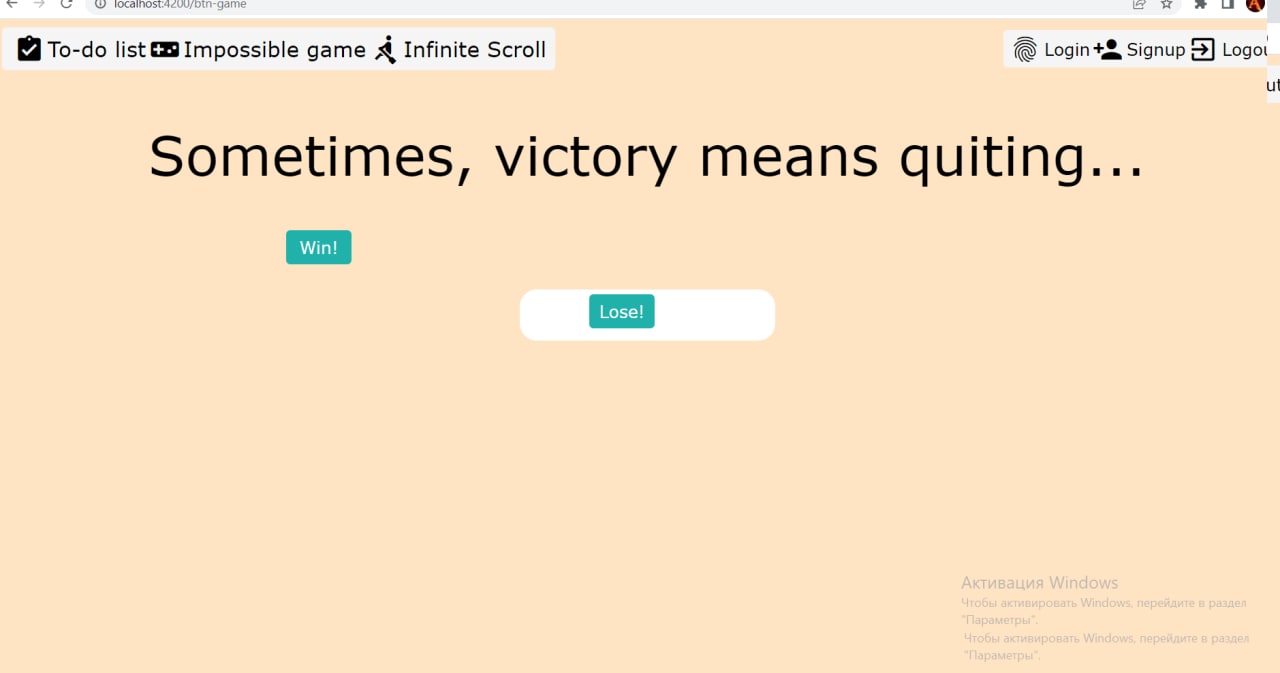 localhost:4200/btn-game
To-do list Impossible game Infinite Scroll
Login Signup Logou
ut
Sometimes, victory means quiting...
Win!
Lose!
Активация Windows
Чтобы активировать Windows, перейдите в раздел
"Параметры".
Чтобы активировать Windows, перейдите в раздел
"Параметры".